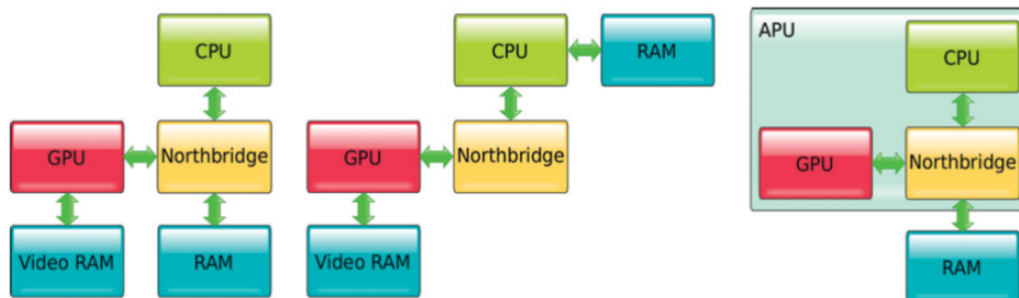 CPU
GPU
Northbridge
Video RAM
RAM
CPU
RAM
GPU
Northbridge
Video RAM
APU
CPU
GPU
Northbridge
RAM